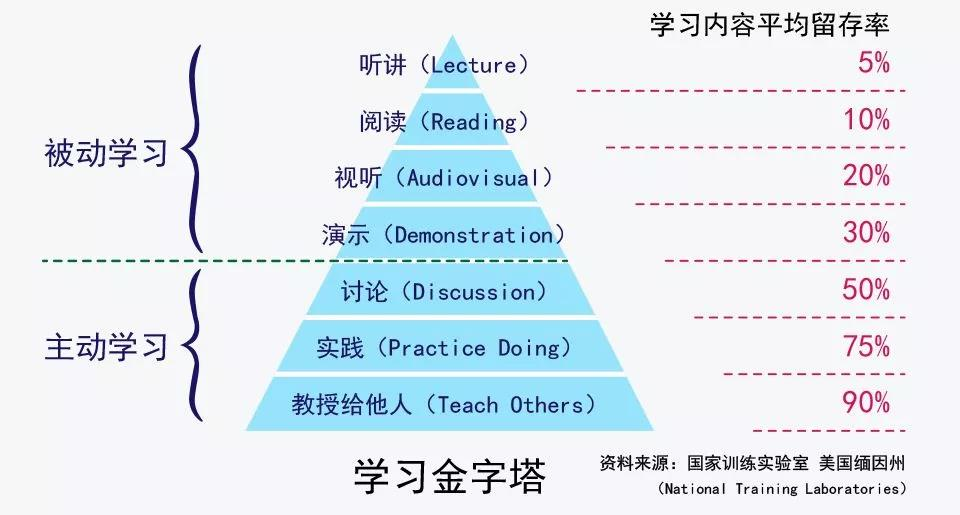 学习内容平均留存率
听讲（Lecture） 5%
阅读（Reading） 10%
被动学习
视听（Audiovisual） 20%
演示（Demonstration） 30%
讨论（Discussion） 50%
主动学习
实践（Practice Doing） 75%
教授给他人（Teach Others） 90%
学习金字塔
资料来源：国家训练实验室 美国缅因州
（National Training Laboratories）